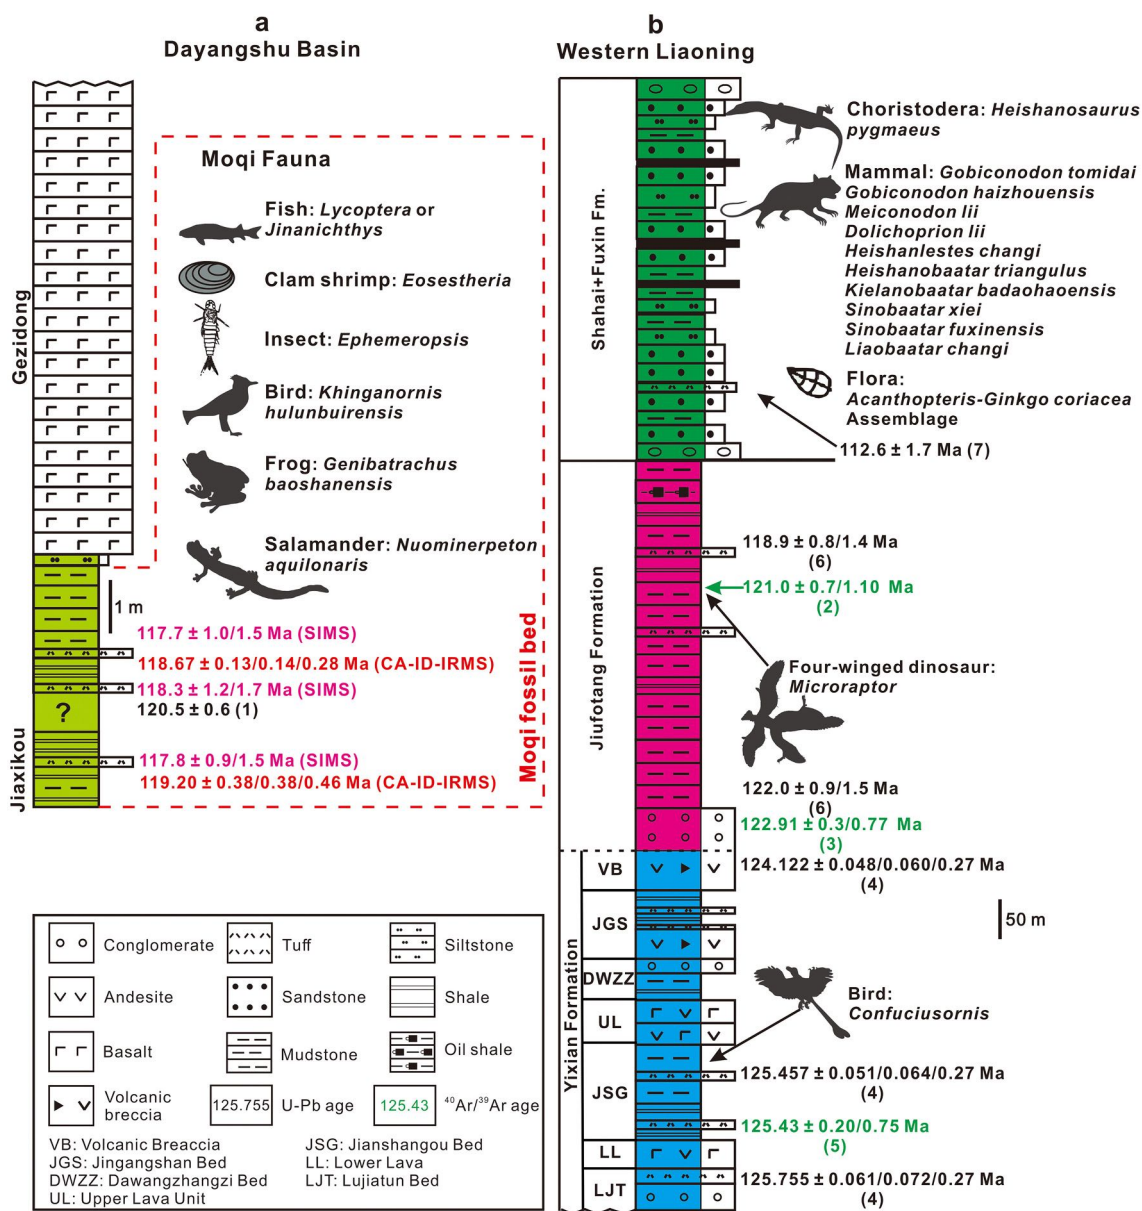 a
Dayangshu Basin
Gezidong
Jiaxikou
Moqi Fauna
Fish: Lycoptera or
Jinanichthys
Clam shrimp: Eosestheria
Insect: Ephemeropsis
Bird: Khinganornis
hulunbuirensis
Frog: Genibatrachus
baoshanensis
Salamander: Nuominerpeton
aquilonaris
Moqi fossil bed
1 m
117.7 ± 1.0/1.5 Ma (SIMS)
118.67 ± 0.13/0.14/0.28 Ma (CA-ID-IRMS)
118.3 ± 1.2/1.7 Ma (SIMS)
120.5 ± 0.6 (1)
?
117.8 ± 0.9/1.5 Ma (SIMS)
119.20 ± 0.38/0.38/0.46 Ma (CA-ID-IRMS)
b
Western Liaoning
Shahai+Fuxin Fm.
Choristodera: Heishanosaurus
pygmaeus
Mammal: Gobiconodon tomidai
Gobiconodon haizhouensis
Meiconodon lii
Dolichoprion lii
Heishanlestes changi
Heishanobaatar triangulus
Kielanobaatar badaohaoensis
Sinobaatar xiei
Sinobaatar fuxinensis
Liaobaatar changi
Flora:
Acanthopteris-Ginkgo coriacea
Assemblage
112.6 ± 1.7 Ma (7)
Jiufotang Formation
118.9 ± 0.8/1.4 Ma
(6)
121.0 ± 0.7/1.10 Ma
(2)
Four-winged dinosaur:
Microraptor
122.0 ± 0.9/1.5 Ma
(6)
122.91 ± 0.3/0.77 Ma
(3)
Yixian Formation
VB
124.122 ± 0.048/0.060/0.27 Ma
(4)
JGS
50 m
DWZZ
UL
Bird:
Confuciusornis
JSG
125.457 ± 0.051/0.064/0.27 Ma
(4)
125.43 ± 0.20/0.75 Ma
(5)
LL
LJT
125.755 ± 0.061/0.072/0.27 Ma
(4)
Conglomerate
Tuff
Siltstone
Andesite
Sandstone
Shale
Basalt
Mudstone
Oil shale
Volcanic
breccia
125.755
U-Pb age
125.43
40Ar/39Ar age
VB: Volcanic Breaccia
JSG: Jianshangou Bed
JGS: Jingangshan Bed
LL: Lower Lava
DWZZ: Dawangzhangzi Bed
LJT: Lujiatun Bed
UL: Upper Lava Unit